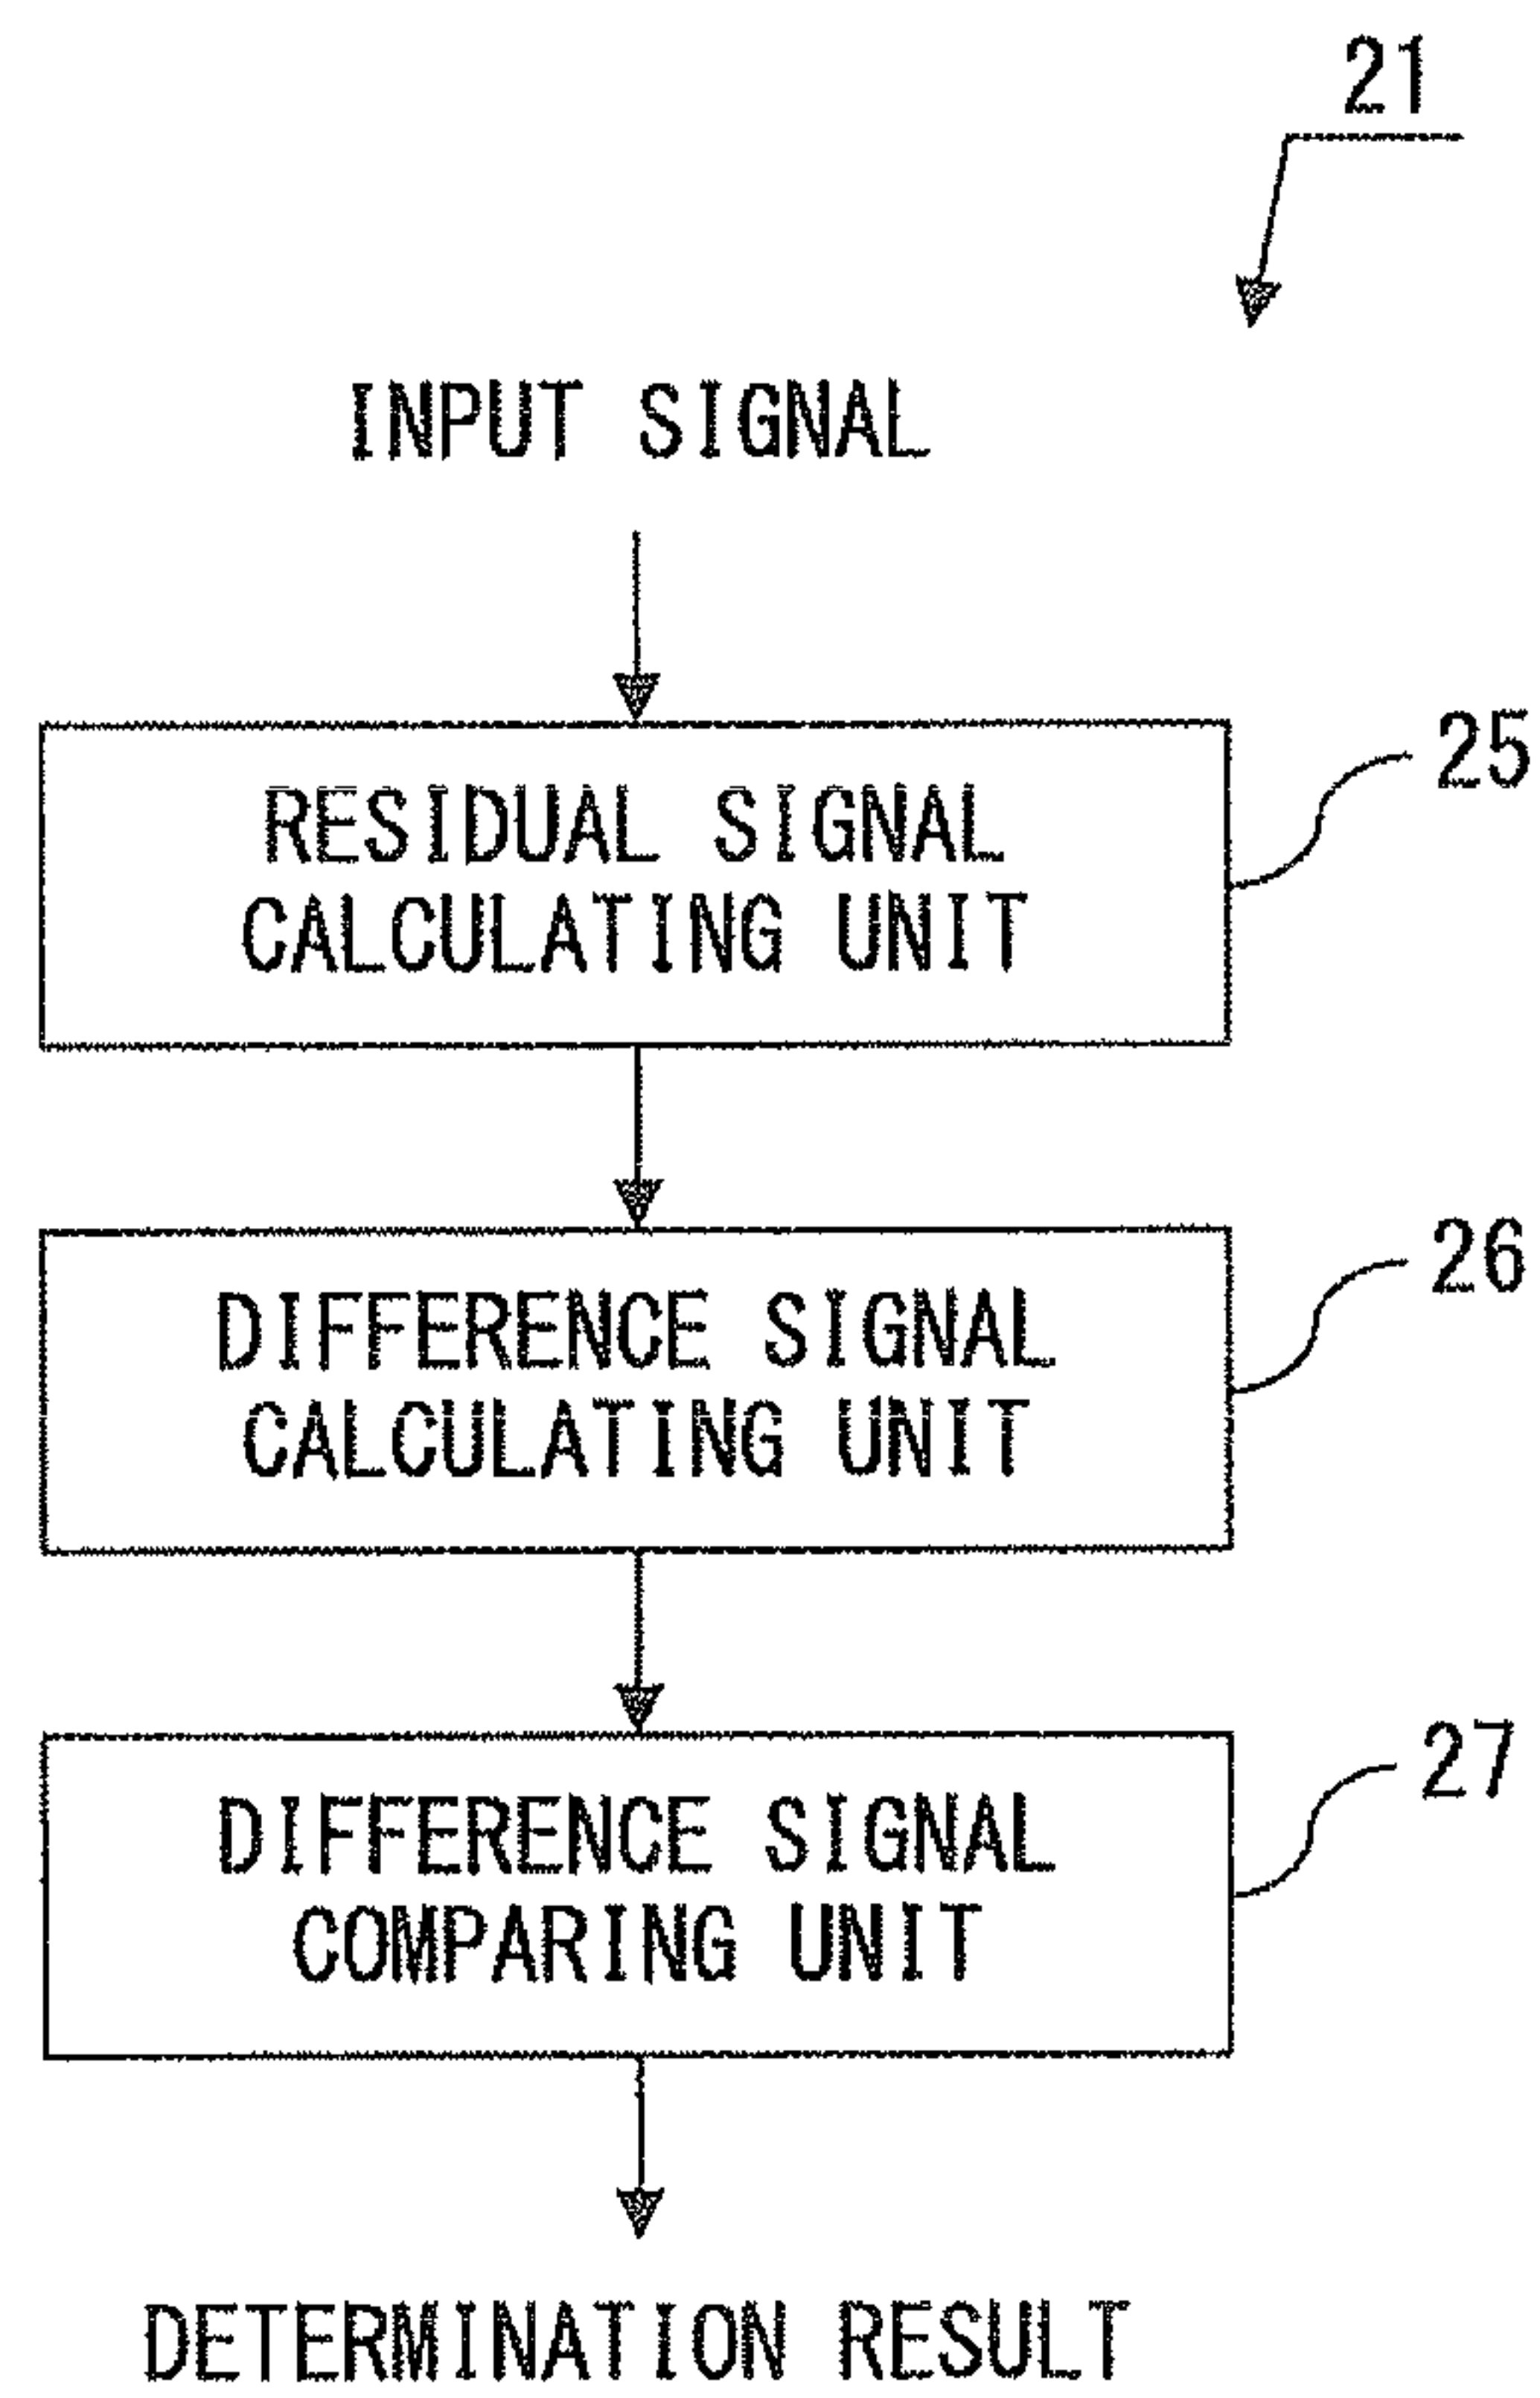 21
INPUT SIGNAL
RESIDUAL SIGNAL
CALCULATING UNIT
25
DIFFERENCE SIGNAL
CALCULATING UNIT
26
DIFFERENCE SIGNAL
COMPARING UNIT
27
DETERMINATION RESULT